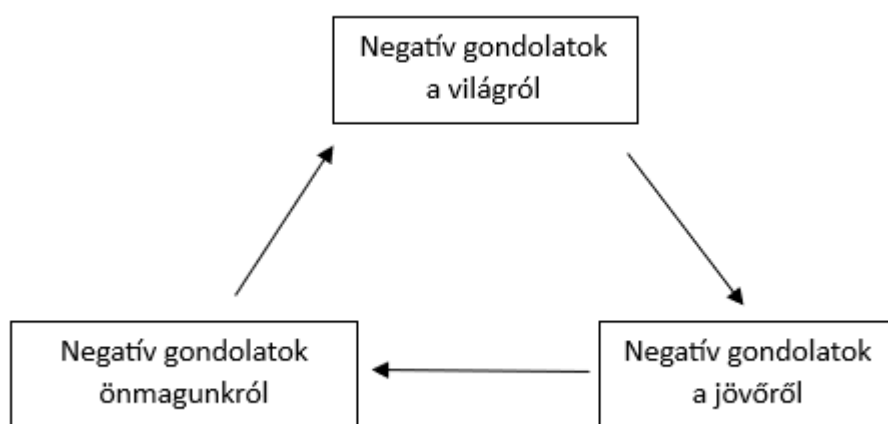 Negatív gondolatok
a világról
Negatív gondolatok
önmagunkról
Negatív gondolatok
a jövőről